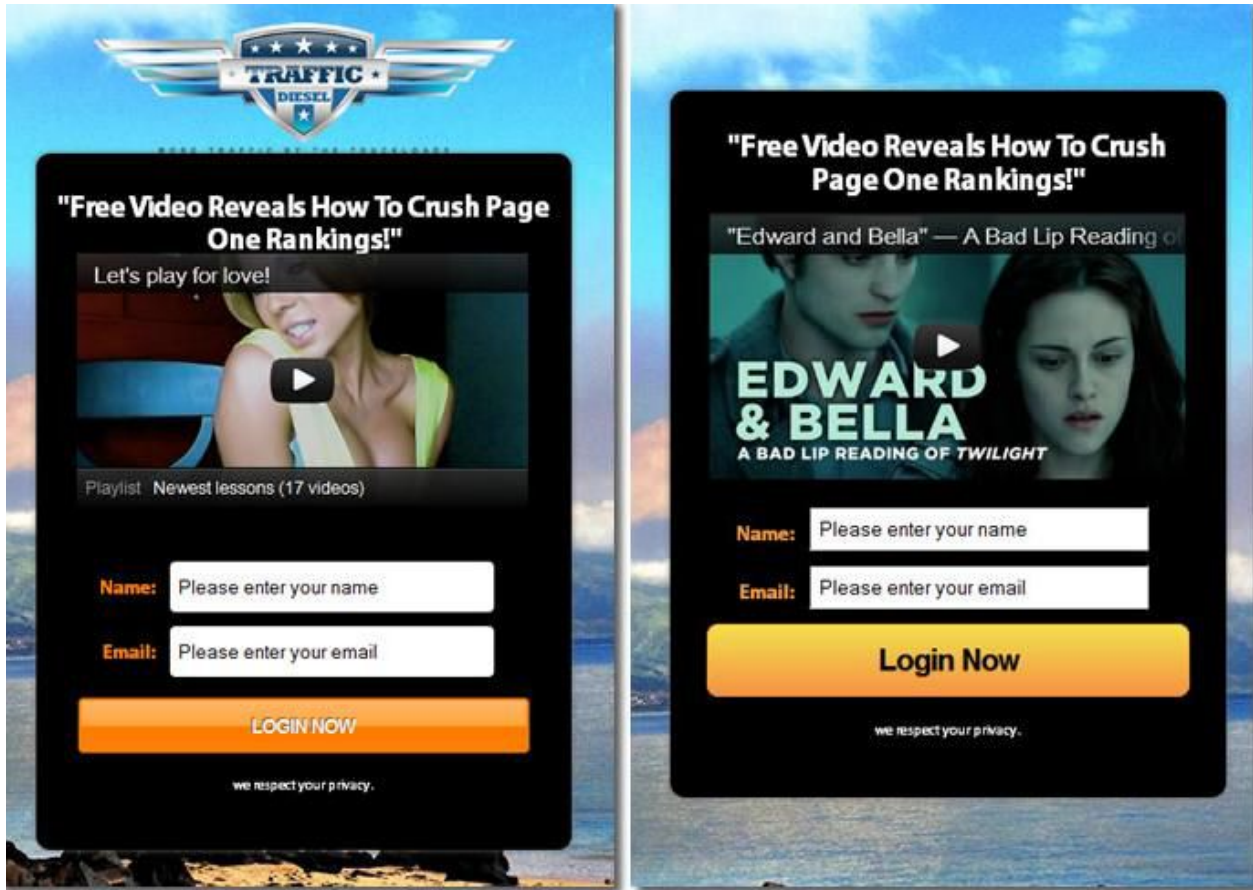 TRAFFIC
DIESEL
"Free Video Reveals How To Crush Page
One Rankings!"
Let's play for love!
Playlist Newest lessons (17 videos)
Name: Please enter your name
Email: Please enter your email
LOGIN NOW
we respect your privacy.
"Free Video Reveals How To Crush
Page One Rankings!"
"Edward and Bella" — A Bad Lip Reading of
EDWARD
& BELLA
A BAD LIP READING OF TWILIGHT
Name: Please enter your name
Email: Please enter your email
Login Now
we respect your privacy.